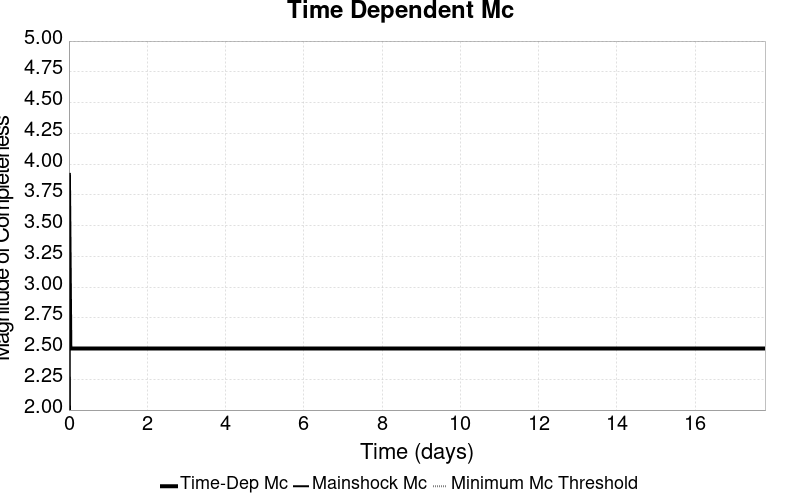 Time Dependent Mc
5.00
4.75
4.50
4.25
4.00
3.75
3.50
3.25
3.00
2.75
2.50
2.25
2.00
Magnitude of Completeness
0 2 4 6 8 10 12 14 16
Time (days)
Time-Dep Mc Mainshock Mc Minimum Mc Threshold